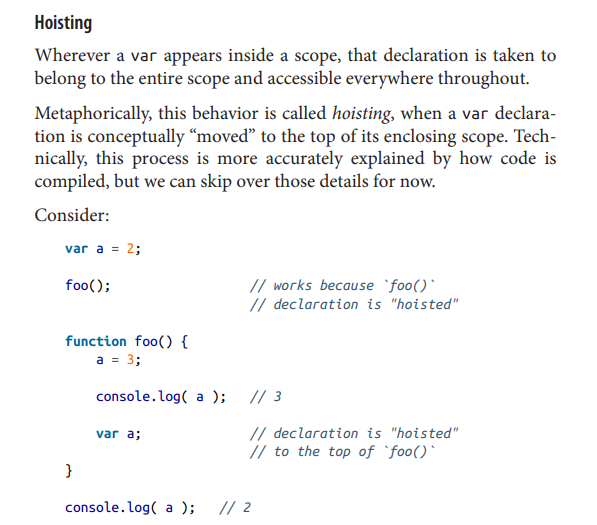 Hoisting
Wherever a var appears inside a scope, that declaration is taken to
belong to the entire scope and accessible everywhere throughout.
Metaphorically, this behavior is called hoisting, when a var declara-
tion is conceptually “moved” to the top of its enclosing scope. Tech-
nically, this process is more accurately explained by how code is
compiled, but we can skip over those details for now.
Consider:
var a = 2;
foo(); // works because `foo()`
// declaration is "hoisted"
function foo() {
a = 3;
console.log( a ); // 3
var a; // declaration is "hoisted"
// to the top of `foo()`
}
console.log( a ); // 2